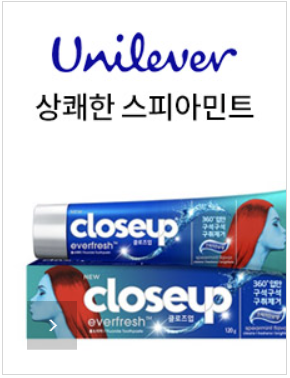 Unilever
상쾌한 스피아민트
NEW
closeup
everfresh
클로즈업
360° 입안
구석구석
구취제거
NEW
closeup
everfresh
클로즈업
360° 입안
구석구석
구취제거
spearmint flavor
120g